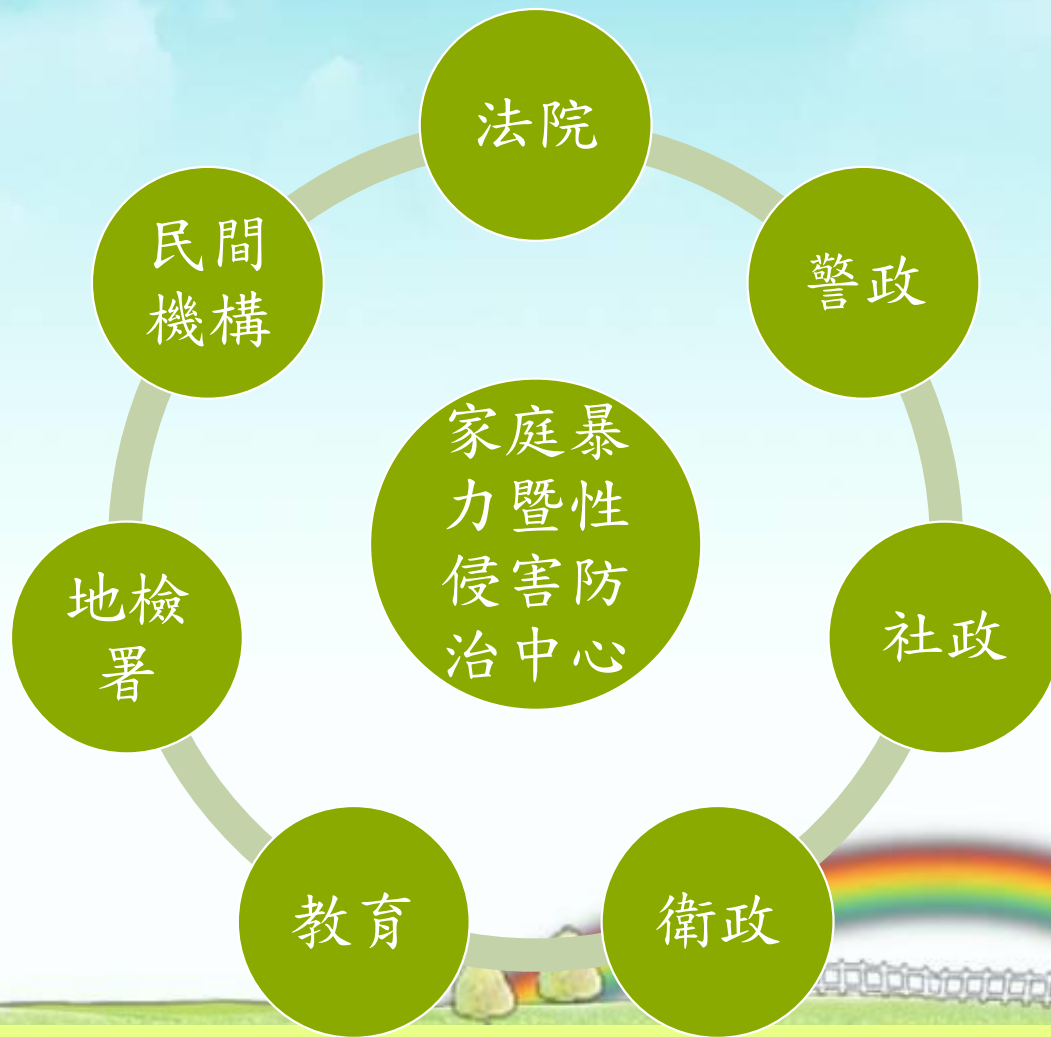 法院
警政
社政
衛政
教育
地檢
署
民間
機構
家庭暴
力暨性
侵害防
治中心